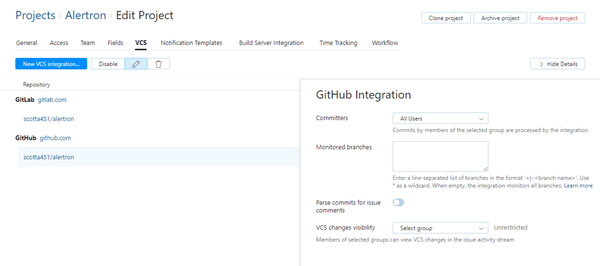 Projects › Alertron › Edit Project
Clone project
Archive project
Remove project
General
Access
Team
Fields
VCS
Notification Templates
Build Server Integration
Time Tracking
Workflow
New VCS integration...
Disable
Hide Details
Repository
GitLab gitlab.com
scotta451/alertron
GitHub github.com
scotta451/alertron
GitHub Integration
Committers
All Users
Commits by members of the selected group are processed by the integration
Monitored branches
Enter a line-separated list of branches in the format '+|-:<branch name>'. Use
* as a wildcard. When empty, the integration monitors all branches. Learn more
Parse commits for issue
comments
VCS changes visibility
Select group
Unrestricted
Members of selected groups can view VCS changes in the issue activity stream